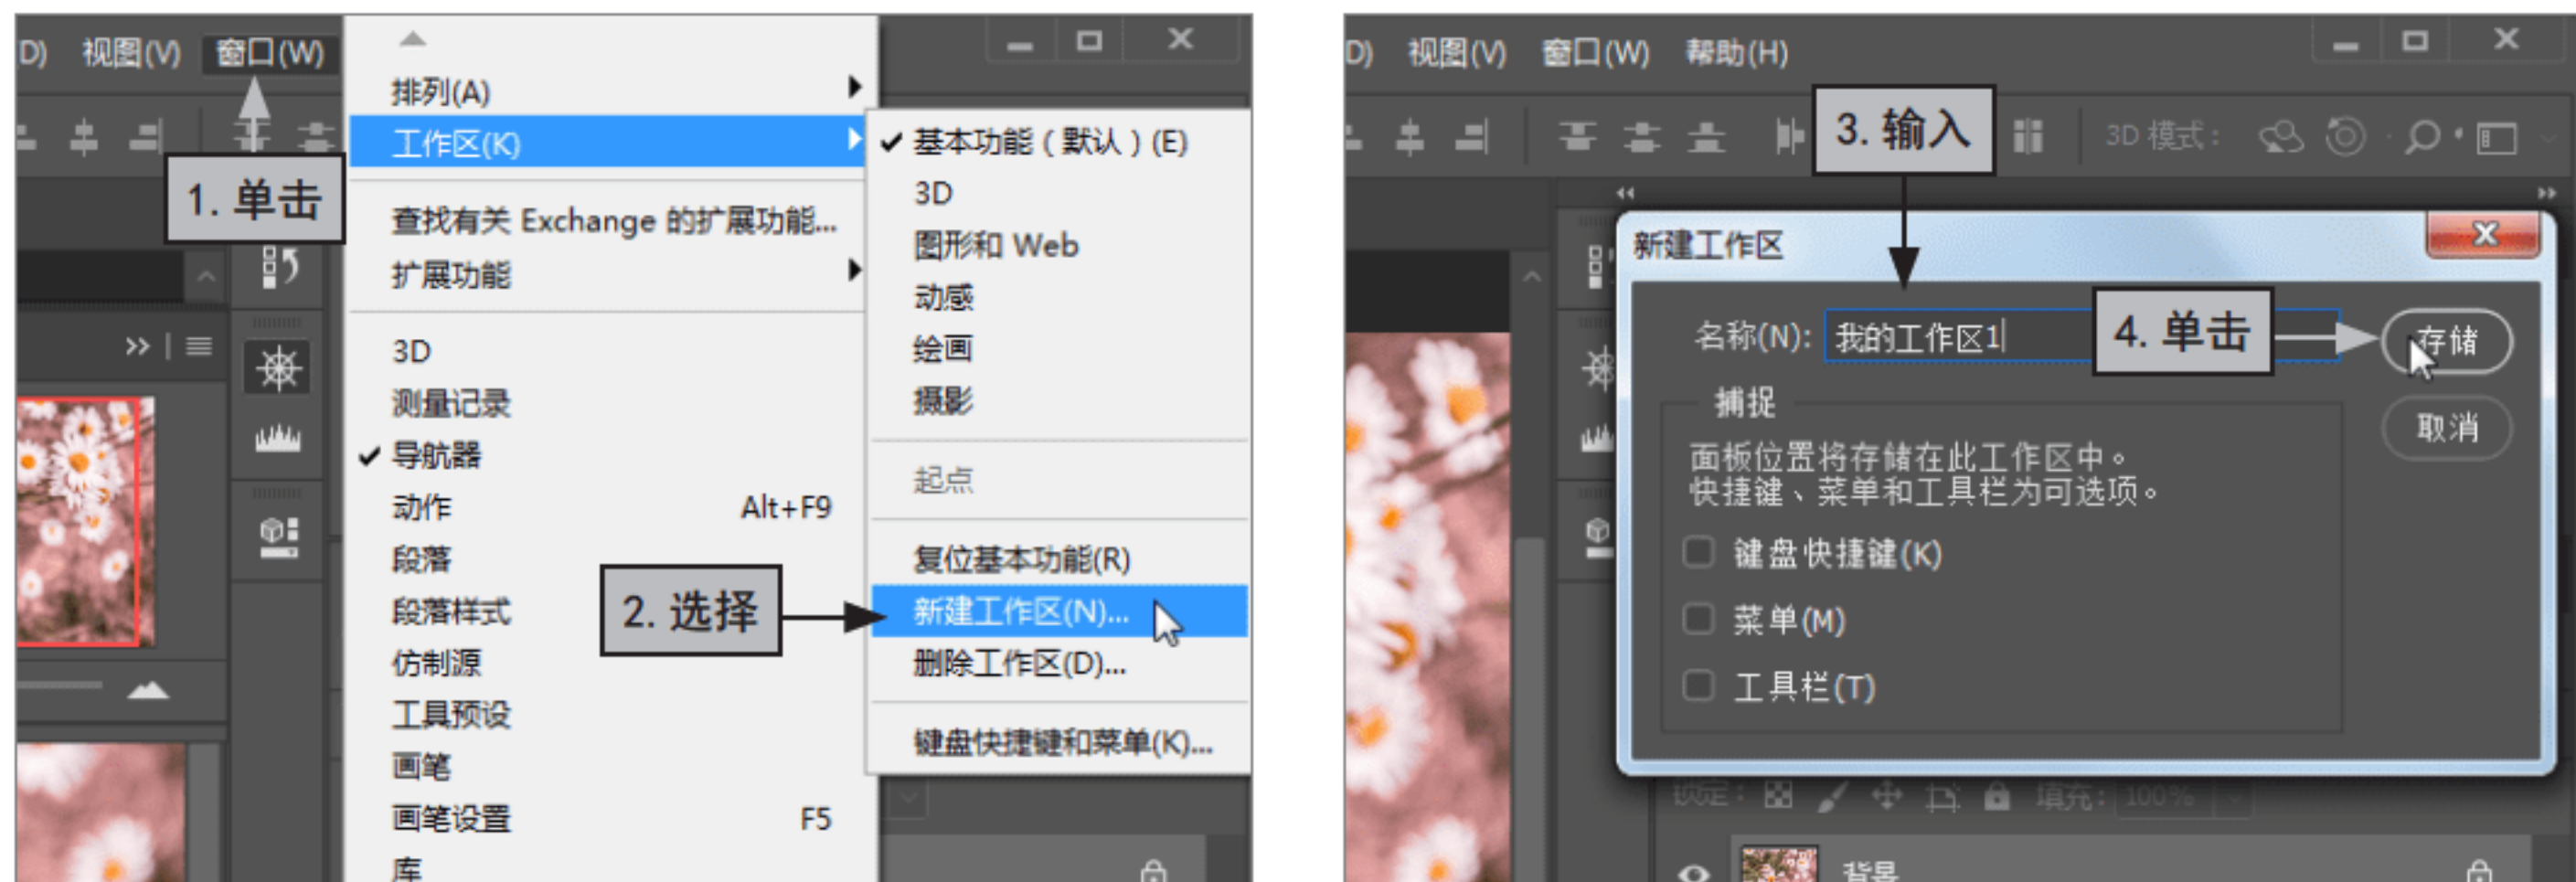 D) 视图(V) 窗口(W)
1. 单击
排列(A)
工作区(K)
查找有关 Exchange 的扩展功能...
扩展功能
3D
测量记录
导航器
动作 Alt+F9
段落
段落样式
仿制源
工具预设
画笔
画笔设置 F5
库
基本功能（默认）(E)
3D
图形和 Web
动感
绘画
摄影
起点
复位基本功能(R)
2. 选择
新建工作区(N)...
删除工作区(D)...
键盘快捷键和菜单(K)...
D) 视图(V) 窗口(W) 帮助(H)
3. 输入
3D 模式：
新建工作区
名称(N): 我的工作区1
4. 单击
存储
取消
捕捉
面板位置将存储在此工作区中。
快捷键、菜单和工具栏为可选项。
键盘快捷键(K)
菜单(M)
工具栏(T)
锁定： 填充： 100%
背景